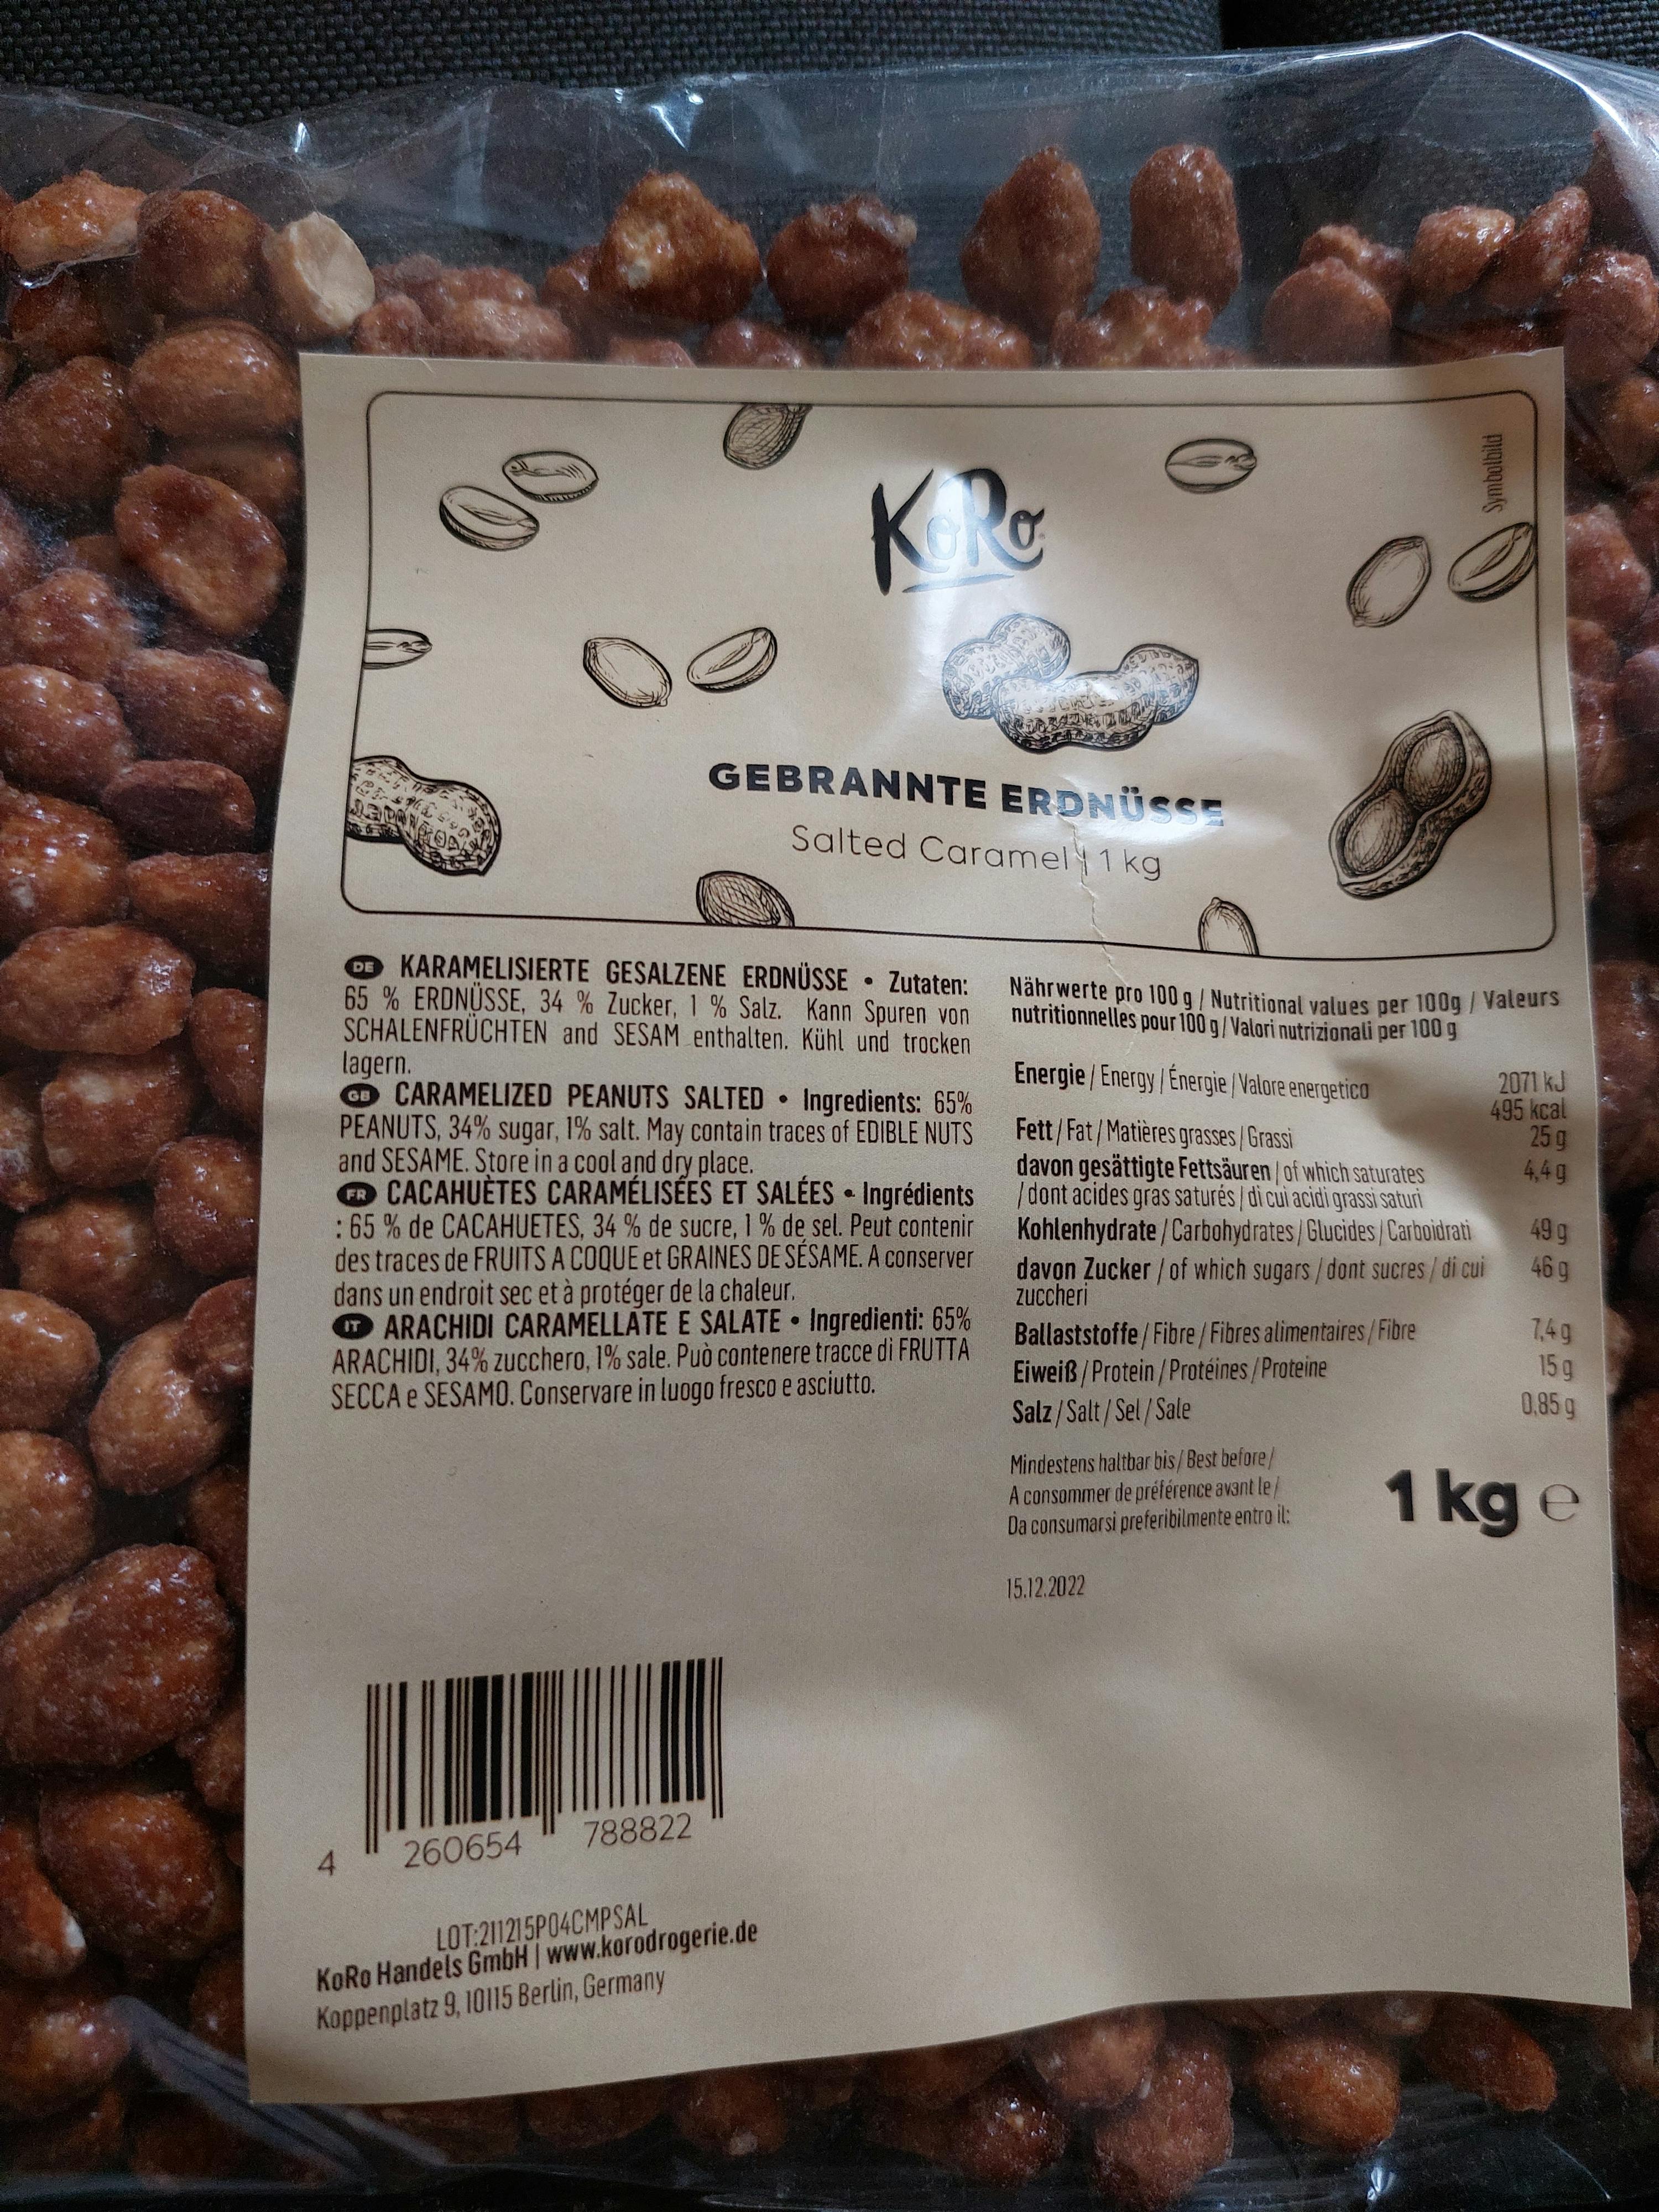 KoRo
Symbolbild
GEBRANNTE ERDNÜSSE
Salted Caramel | 1 kg
DE KARAMELISIERTE GESALZENE ERDNÜSSE • Zutaten:
65 % ERDNÜSSE, 34 % Zucker, 1 % Salz. Kann Spuren von
SCHALENFRÜCHTEN and SESAM enthalten. Kühl und trocken
lagern.
GB CARAMELIZED PEANUTS SALTED • Ingredients: 65%
PEANUTS, 34% sugar, 1% salt. May contain traces of EDIBLE NUTS
and SESAME. Store in a cool and dry place.
FR CACAHUÈTES CARAMÉLISÉES ET SALÉES • Ingrédients
: 65 % de CACAHUETES, 34 % de sucre, 1 % de sel. Peut contenir
des traces de FRUITS A COQUE et GRAINES DE SÉSAME. A conserver
dans un endroit sec et à protéger de la chaleur.
IT ARACHIDI CARAMELLATE E SALATE • Ingredienti: 65%
ARACHIDI, 34% zucchero, 1% sale. Può contenere tracce di FRUTTA
SECCA e SESAMO. Conservare in luogo fresco e asciutto.
Nährwerte pro 100 g / Nutritional values per 100g / Valeurs
nutritionnelles pour 100 g / Valori nutrizionali per 100 g
Energie / Energy / Énergie / Valore energetico 2071 kJ
495 kcal
Fett / Fat / Matières grasses / Grassi 25 g
davon gesättigte Fettsäuren / of which saturates 4,4 g
/ dont acides gras saturés / di cui acidi grassi saturi
Kohlenhydrate / Carbohydrates / Glucides / Carboidrati 49 g
davon Zucker / of which sugars / dont sucres / di cui 46 g
zuccheri
Ballaststoffe / Fibre / Fibres alimentaires / Fibre 7,4 g
Eiweiß / Protein / Protéines / Proteine 15 g
Salz / Salt / Sel / Sale 0,85 g
Mindestens haltbar bis / Best before /
A consommer de préférence avant le /
Da consumarsi preferibilmente entro il:
1 kg e
15.12.2022
4 260654 788822
LOT:211215P04CMPSAL
KoRo Handels GmbH | www.korodrogerie.de
Koppenplatz 9, 10115 Berlin, Germany